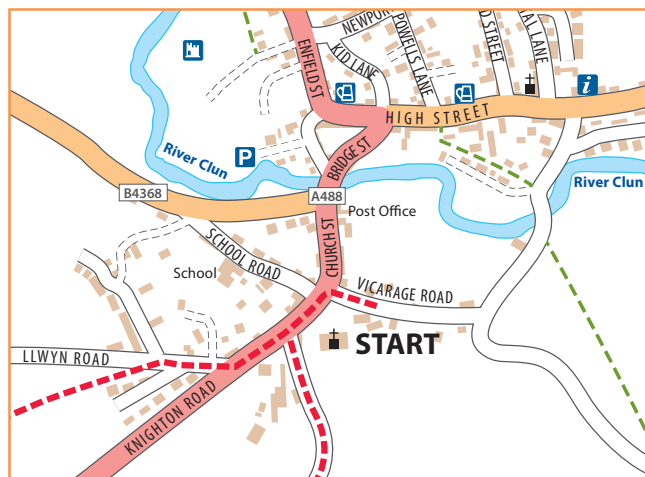 NEWPOR
ENFIELD ST
KID LANE
POWELLS LANE
D STREET
AL LANE
i
HIGH STREET
P
BRIDGE ST
River Clun
River Clun
B4368
A488
Post Office
CHURCH ST
SCHOOL ROAD
School
VICARAGE ROAD
START
LLWYN ROAD
KNIGHTON ROAD